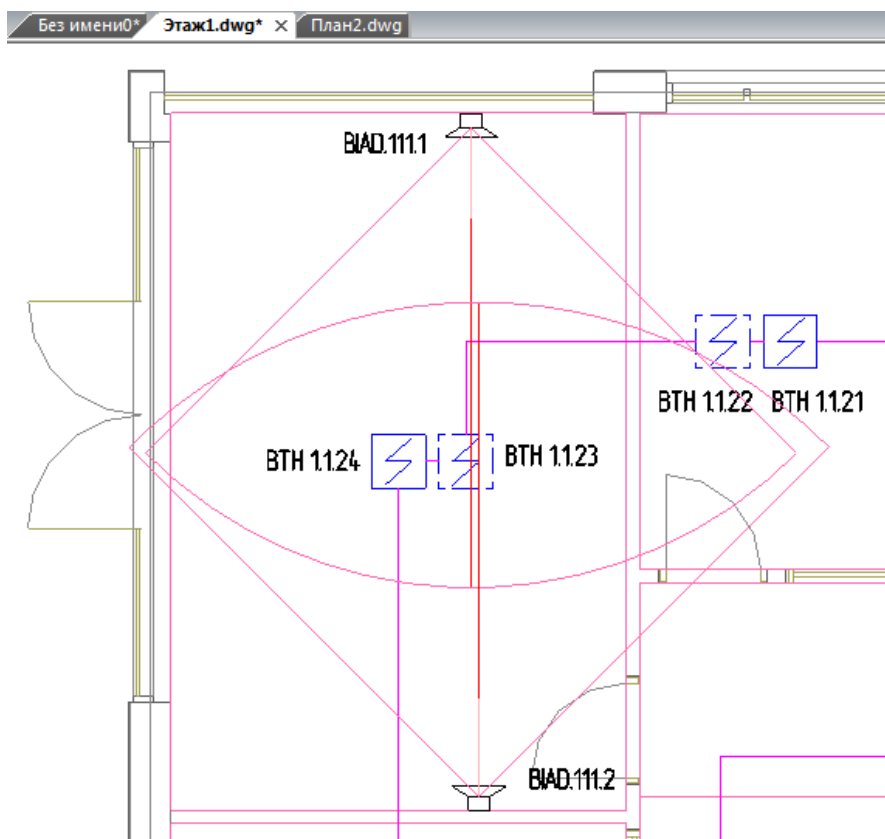 Без имени0* Этаж1.dwg* × План2.dwg
BIAD.111.1
BTH 1.1.22 BTH 1.1.21
BTH 1.1.24 BTH 1.1.23
BIAD.111.2